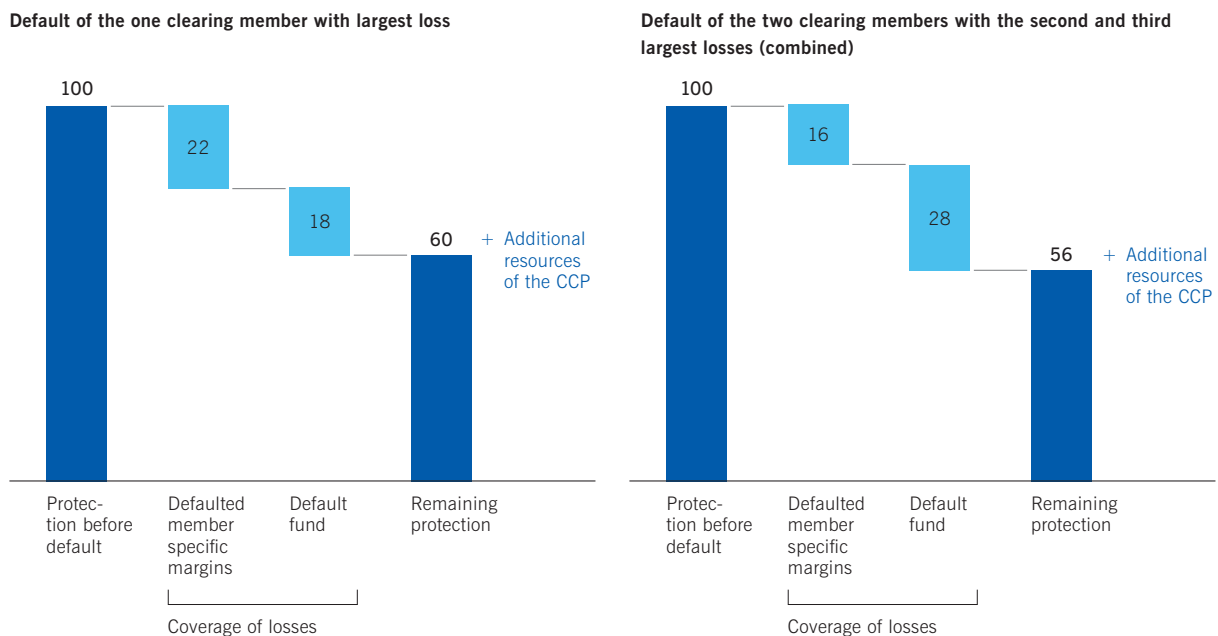 Default of the one clearing member with largest loss
100
22
18
60
+ Additional
resources
of the CCP
Protec-
tion before
default
Defaulted
member
specific
margins
Default
fund
Remaining
protection
Coverage of losses
Default of the two clearing members with the second and third
largest losses (combined)
100
16
28
56
+ Additional
resources
of the CCP
Protec-
tion before
default
Defaulted
member
specific
margins
Default
fund
Remaining
protection
Coverage of losses